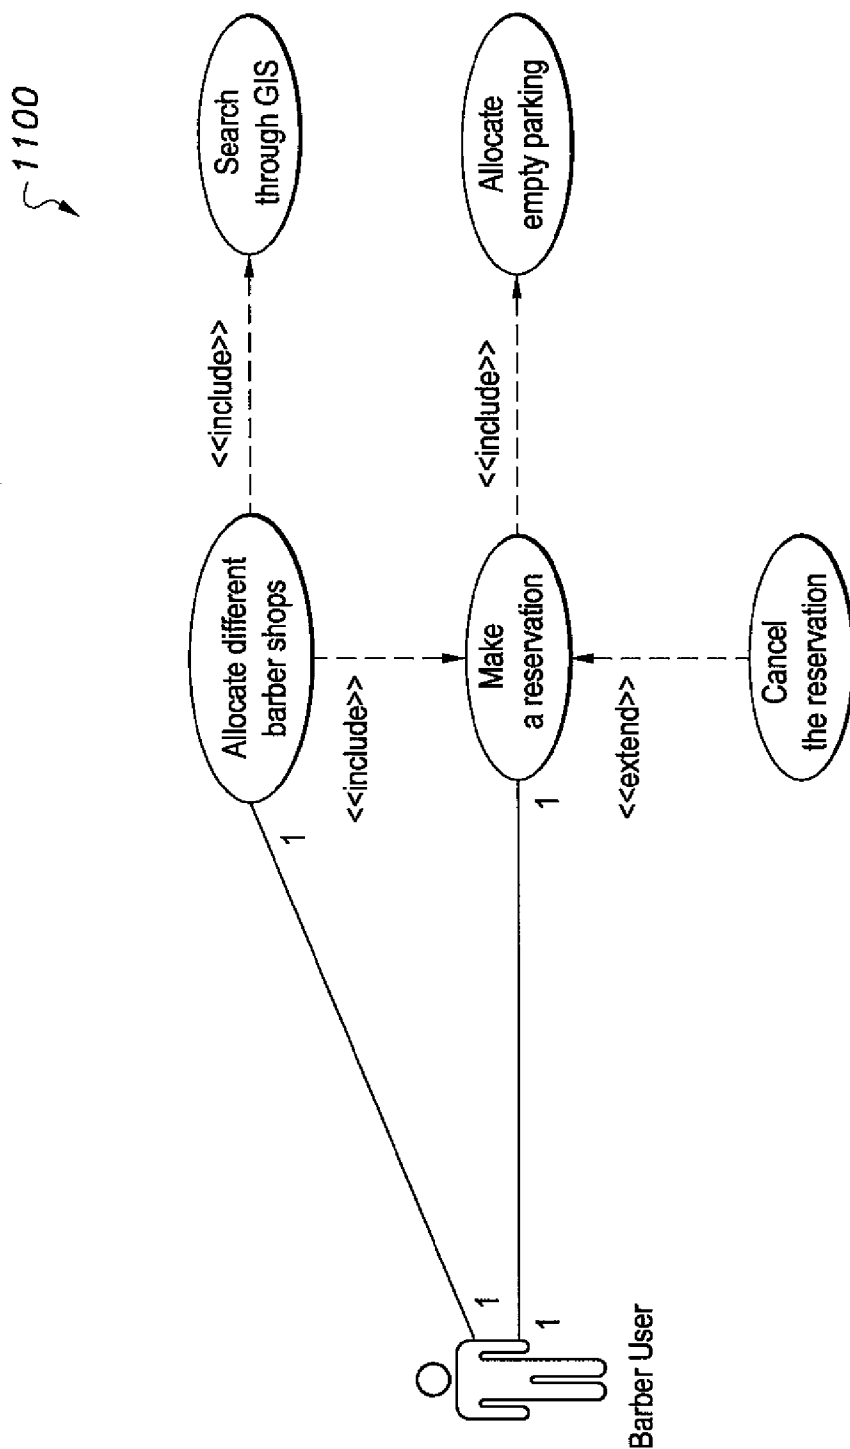 1100
Search
through GIS
<<include>>
Allocate different
barber shops
1
<<include>>
Allocate
empty parking
<<include>>
Make
a reservation
1
<<extend>>
Cancel
the reservation
1
1
Barber User